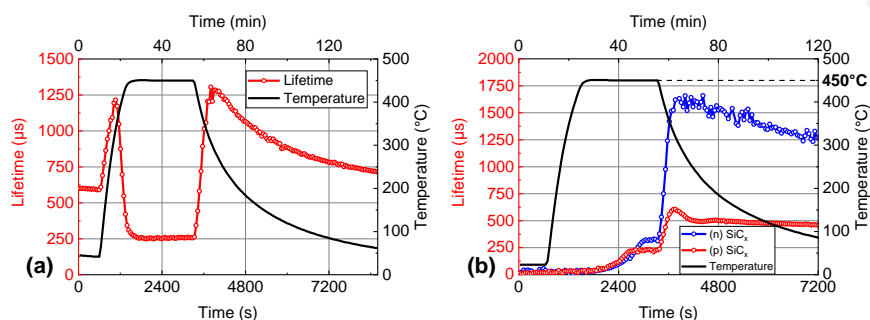 Time (min)
0 40 80 120
1500
1250
1000
750
500
250
0
Lifetime (µs)
Lifetime
Temperature
500
400
300
200
100
0
Temperature (°C)
(a)
0 2400 4800 7200
Time (s)
Time (min)
0 40 80 120
2000
1750
1500
1250
1000
750
500
250
0
Lifetime (µs)
450°C
(n) SiCx
(p) SiCx
Temperature
500
400
300
200
100
0
Temperature (°C)
(b)
0 2400 4800 7200
Time (s)